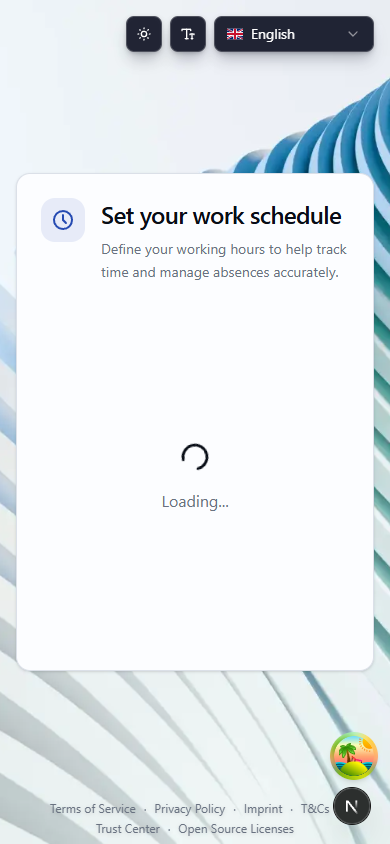 English
Set your work schedule
Define your working hours to help track
time and manage absences accurately.
Loading...
Terms of Service · Privacy Policy · Imprint · T&Cs
Trust Center · Open Source Licenses
N